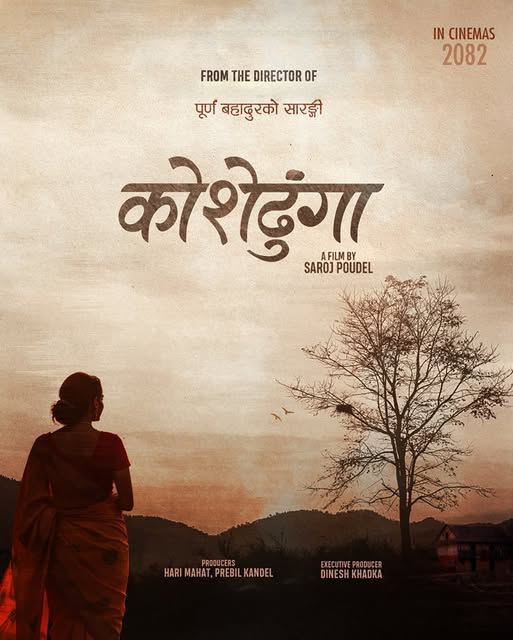 IN CINEMAS
2082
FROM THE DIRECTOR OF
पूर्ण बहादुरको सारङ्गी
कोशेढुंगा
A FILM BY
SAROJ POUDEL
PRODUCERS
HARI MAHAT, PREBIL KANDEL
EXECUTIVE PRODUCER
DINESH KHADKA